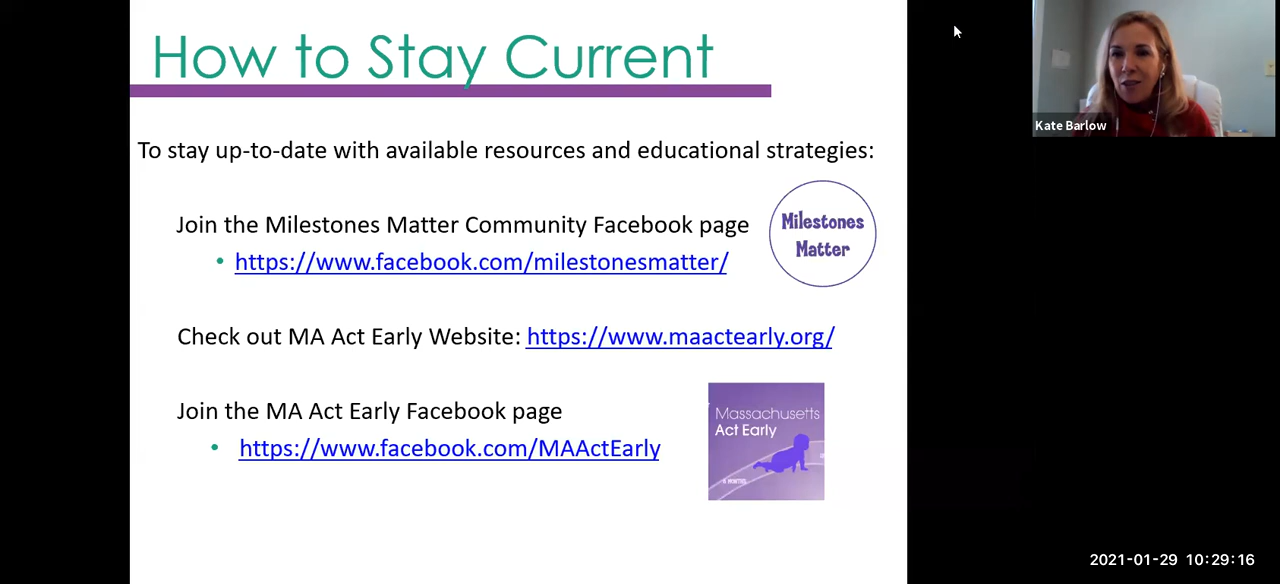 How to Stay Current
To stay up-to-date with available resources and educational strategies:
Join the Milestones Matter Community Facebook page
• https://www.facebook.com/milestonesmatter/
Milestones
Matter
Check out MA Act Early Website: https://www.maactearly.org/
Join the MA Act Early Facebook page
• https://www.facebook.com/MAActEarly
Massachusetts
Act Early
6 MONTHS
Kate Barlow
2021-01-29 10:29:16